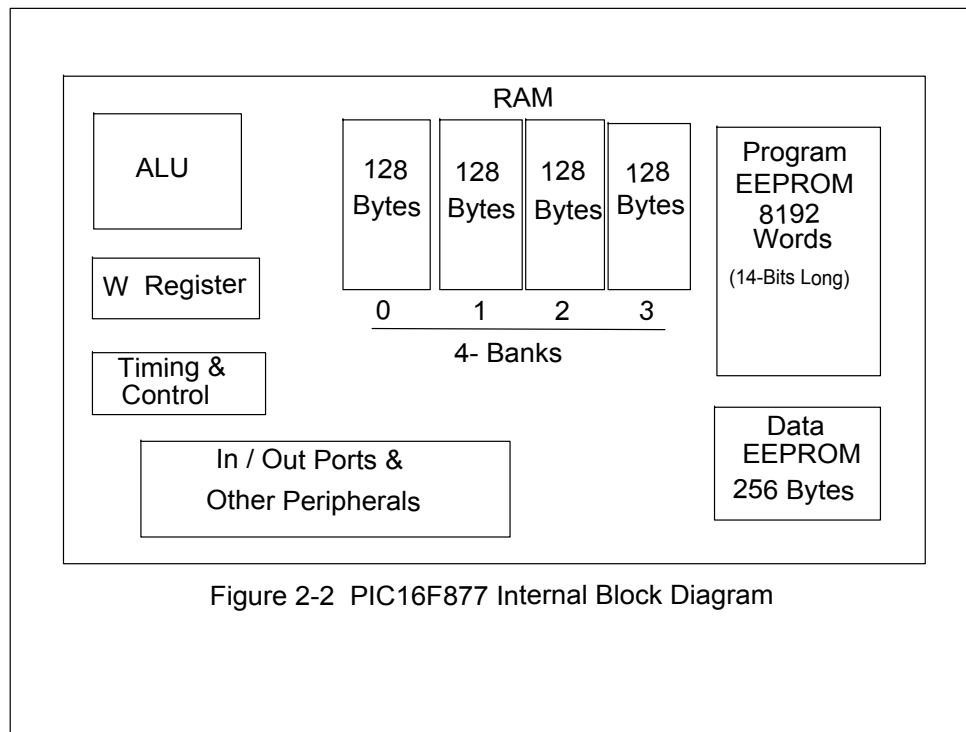 RAM
ALU
128
Bytes
128
Bytes
128
Bytes
128
Bytes
Program
EEPROM
8192
Words
(14-Bits Long)
W Register
0 1 2 3
4- Banks
Timing &
Control
In / Out Ports &
Other Peripherals
Data
EEPROM
256 Bytes
Figure 2-2 PIC16F877 Internal Block Diagram